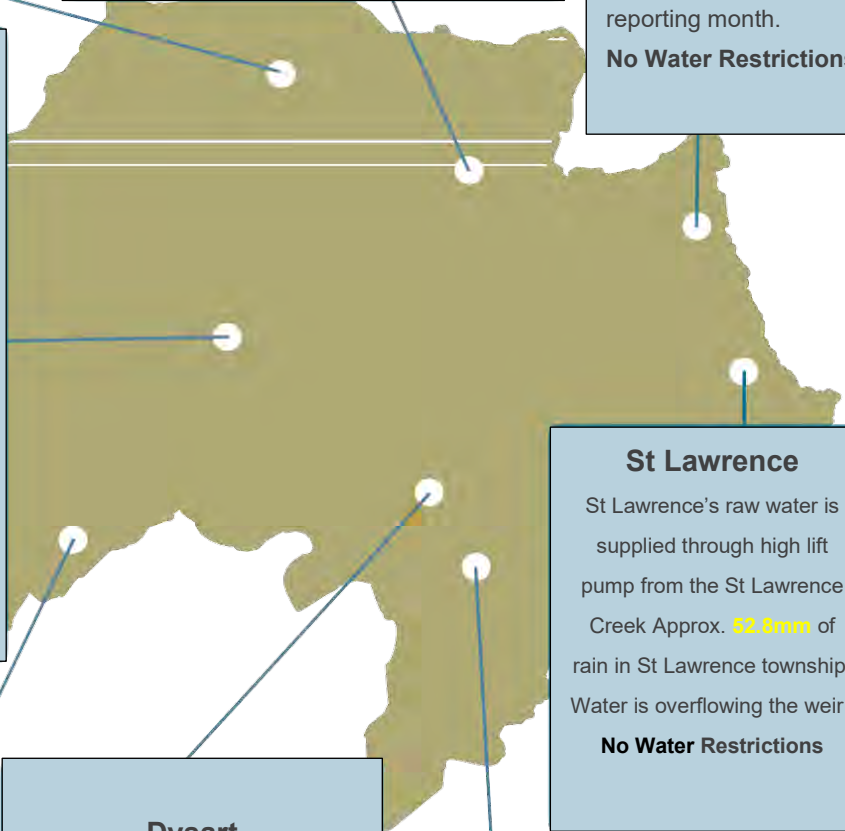 reporting month.
No Water Restrictions
St Lawrence
St Lawrence’s raw water is
supplied through high lift
pump from the St Lawrence
Creek Approx. 52.8mm of
rain in St Lawrence township
Water is overflowing the weir
No Water Restrictions
Dysart